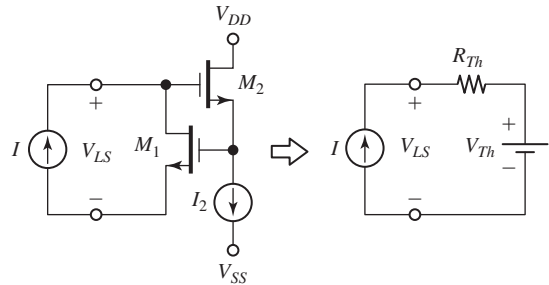 V_DD
M_2
R_Th
+
+
I
V_LS
M_1
I
V_LS
+
V_Th
−
−
I_2
−
V_SS